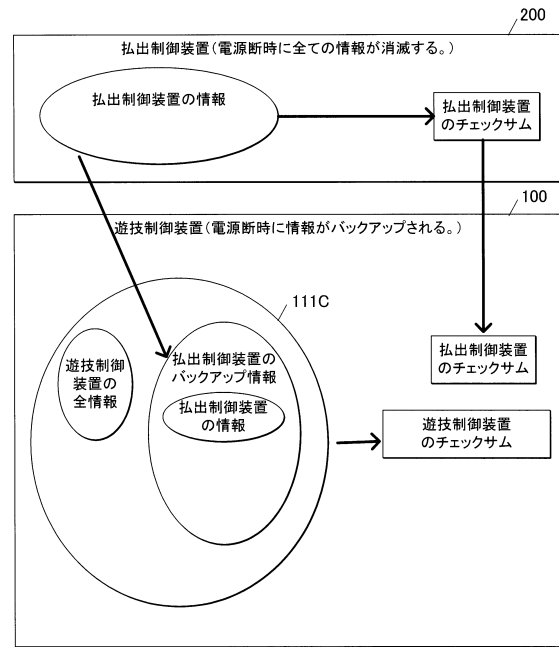 200
払出制御装置(電源断時に全ての情報が消滅する。)
払出制御装置の情報
払出制御装置
のチェックサム
100
遊技制御装置(電源断時に情報がバックアップされる。)
111C
遊技制御
装置の
全情報
払出制御装置の
バックアップ情報
払出制御装置
の情報
払出制御装置
のチェックサム
遊技制御装置
のチェックサム